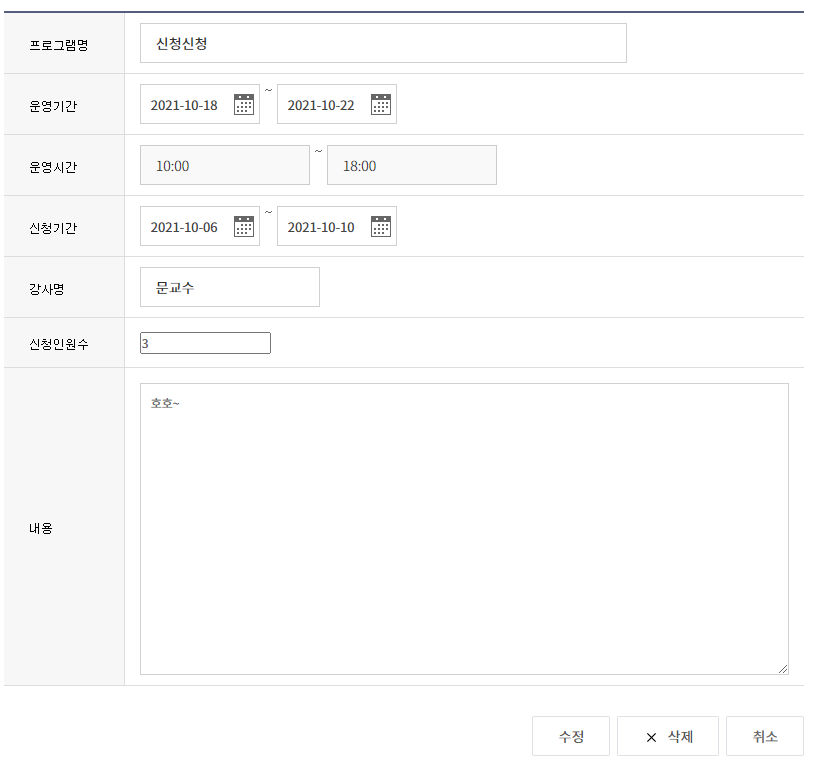 프로그램명 신청신청
운영기간 2021-10-18 ~ 2021-10-22
운영시간 10:00 ~ 18:00
신청기간 2021-10-06 ~ 2021-10-10
강사명 문교수
신청인원수 3
내용 호호~
수정 × 삭제 취소